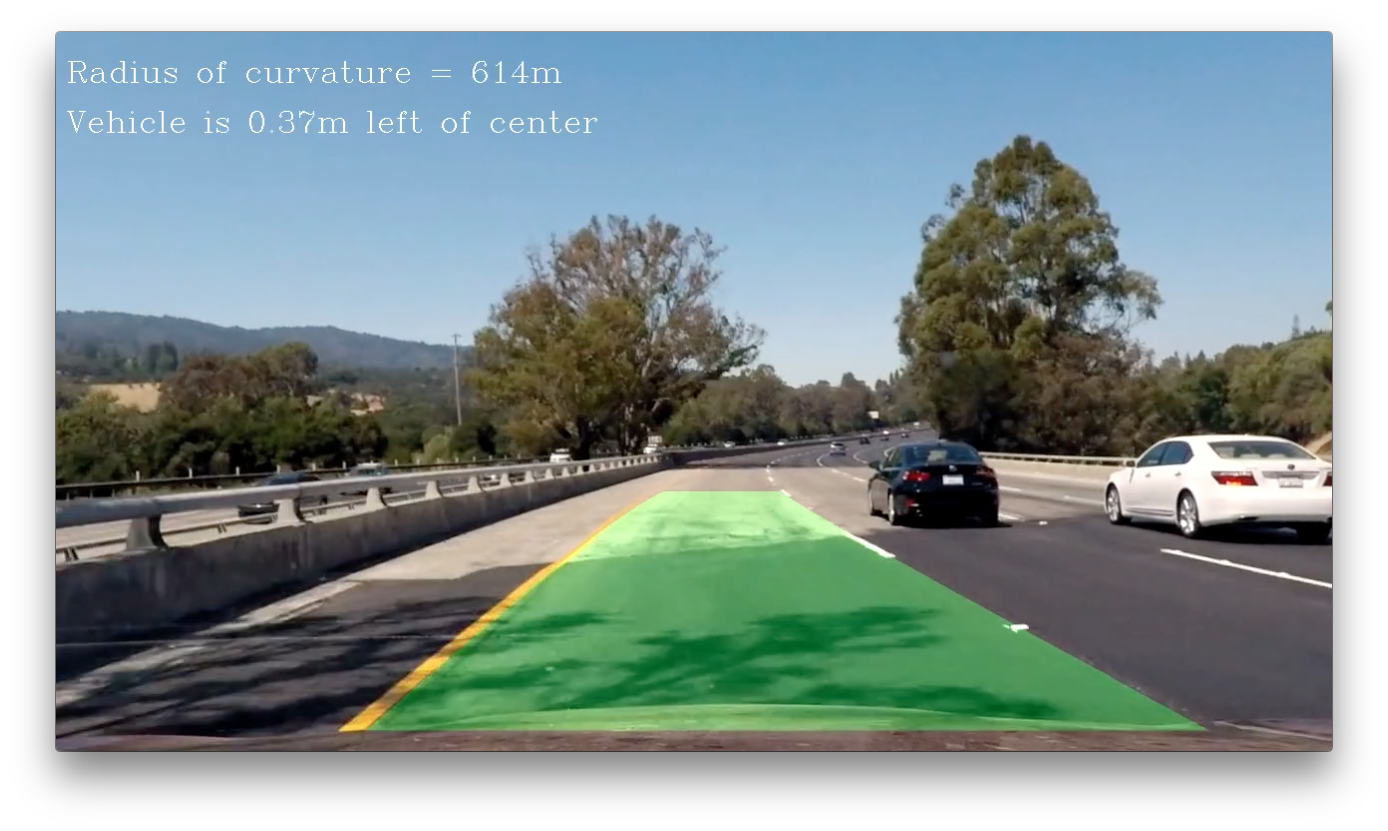 Radius of curvature = 614m
Vehicle is 0.37m left of center